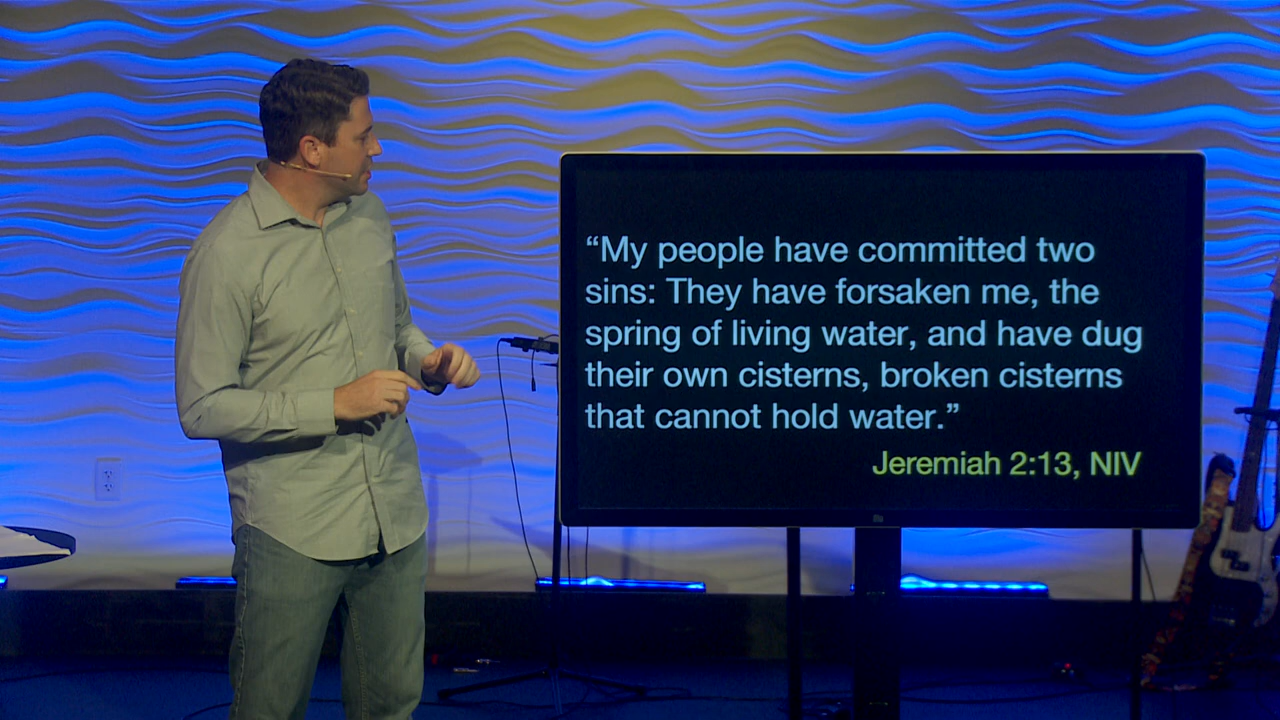 “My people have committed two
sins: They have forsaken me, the
spring of living water, and have dug
their own cisterns, broken cisterns
that cannot hold water.”
Jeremiah 2:13, NIV